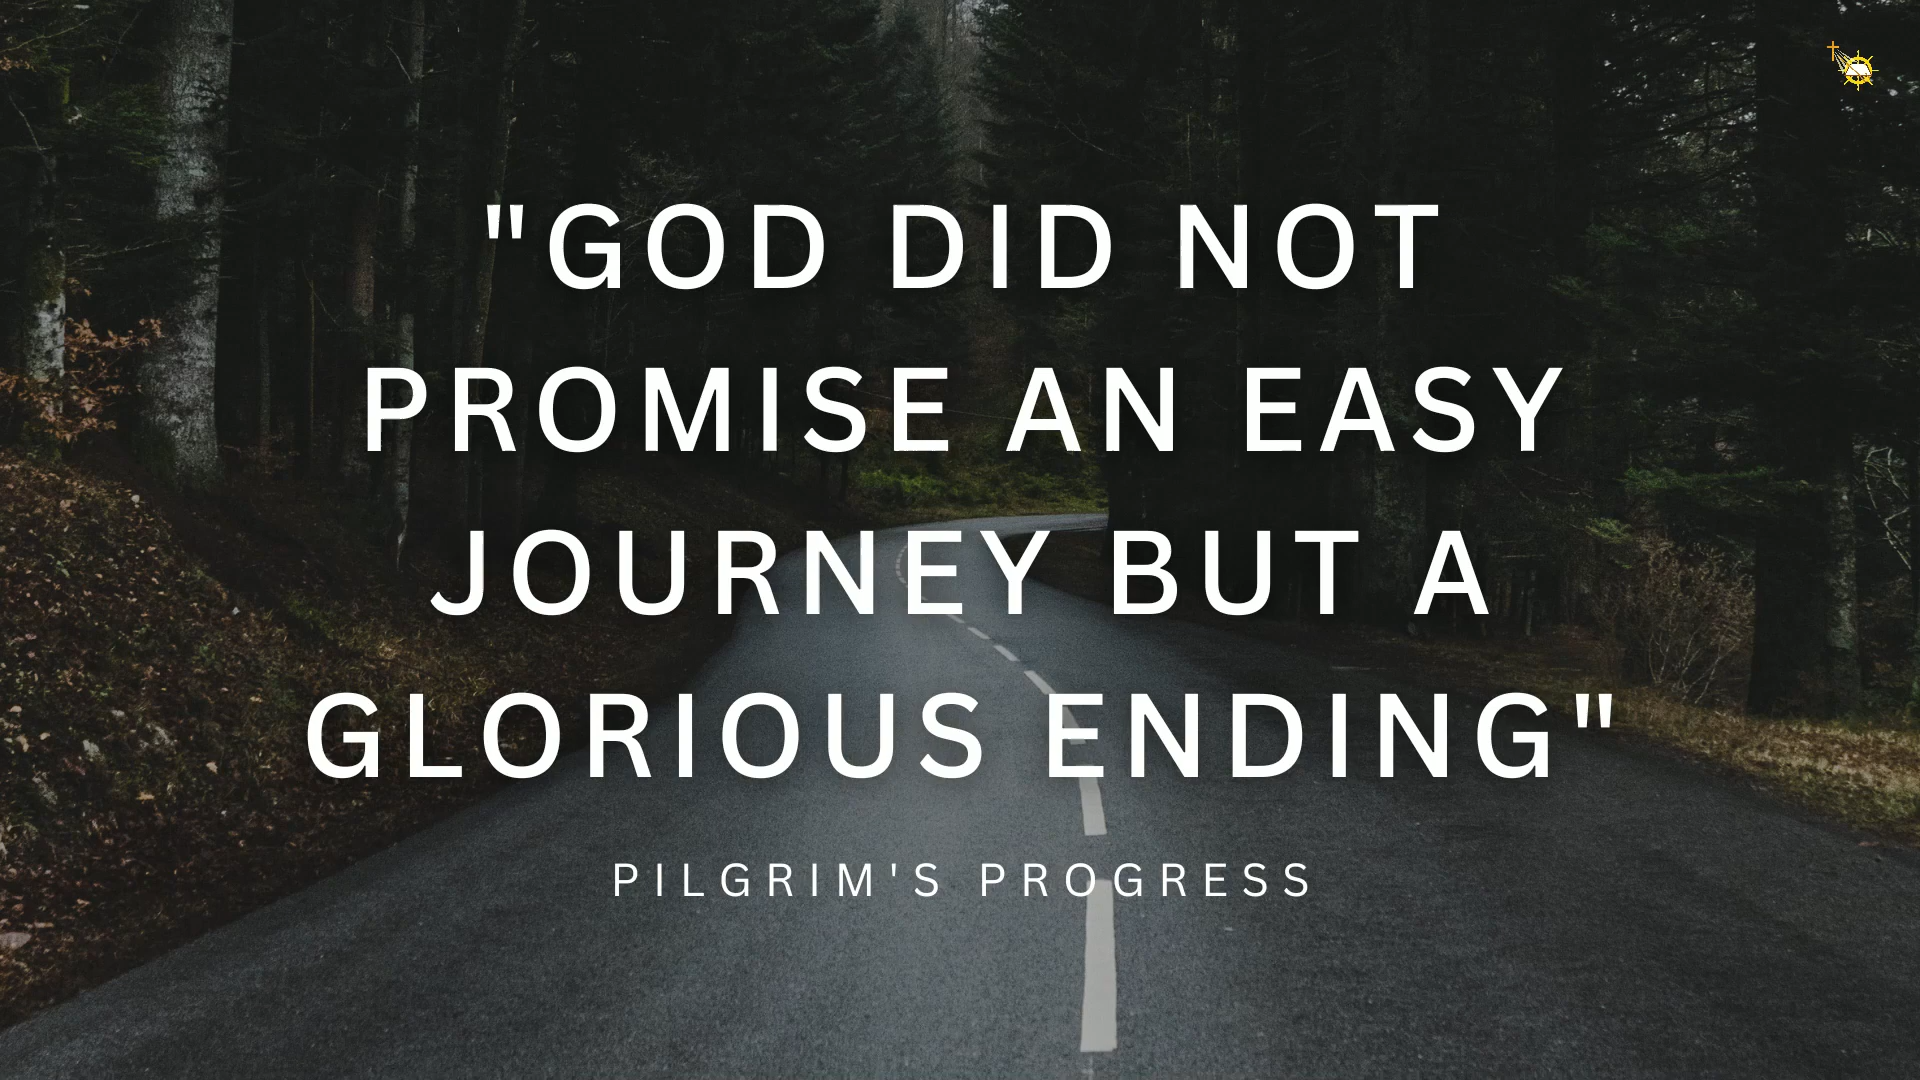 "GOD DID NOT
PROMISE AN EASY
JOURNEY BUT A
GLORIOUS ENDING"
PILGRIM'S PROGRESS